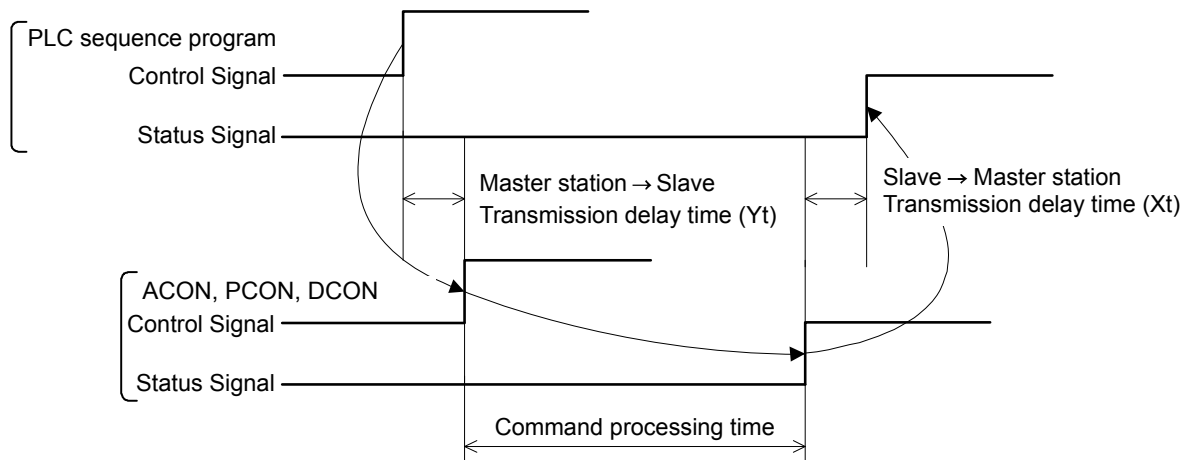 PLC sequence program
Control Signal
Status Signal
Master station → Slave
Transmission delay time (Yt)
Slave → Master station
Transmission delay time (Xt)
ACON, PCON, DCON
Control Signal
Status Signal
Command processing time